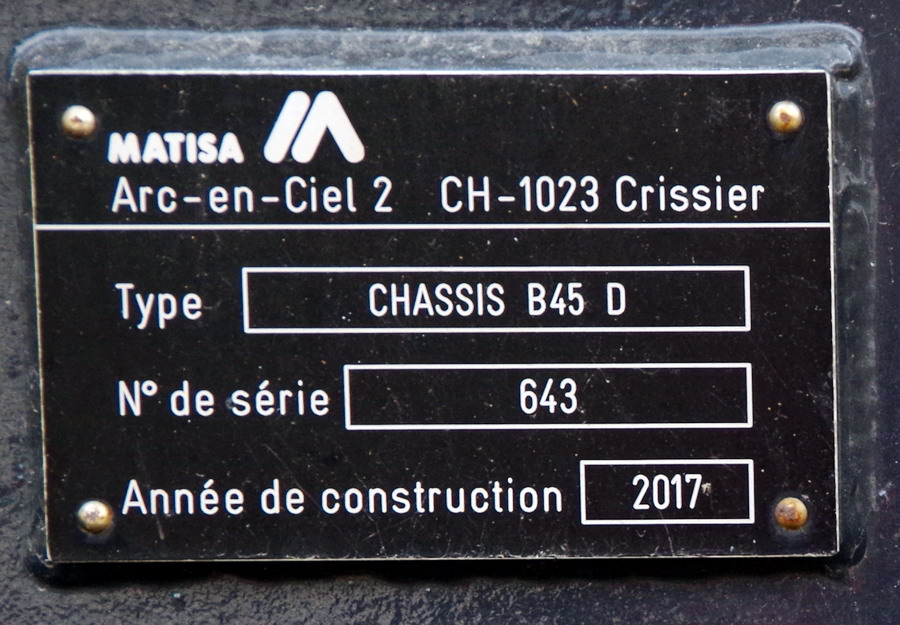 MATISA
Arc-en-Ciel 2 CH-1023 Crissier
Type CHASSIS B45 D
N° de série 643
Année de construction 2017